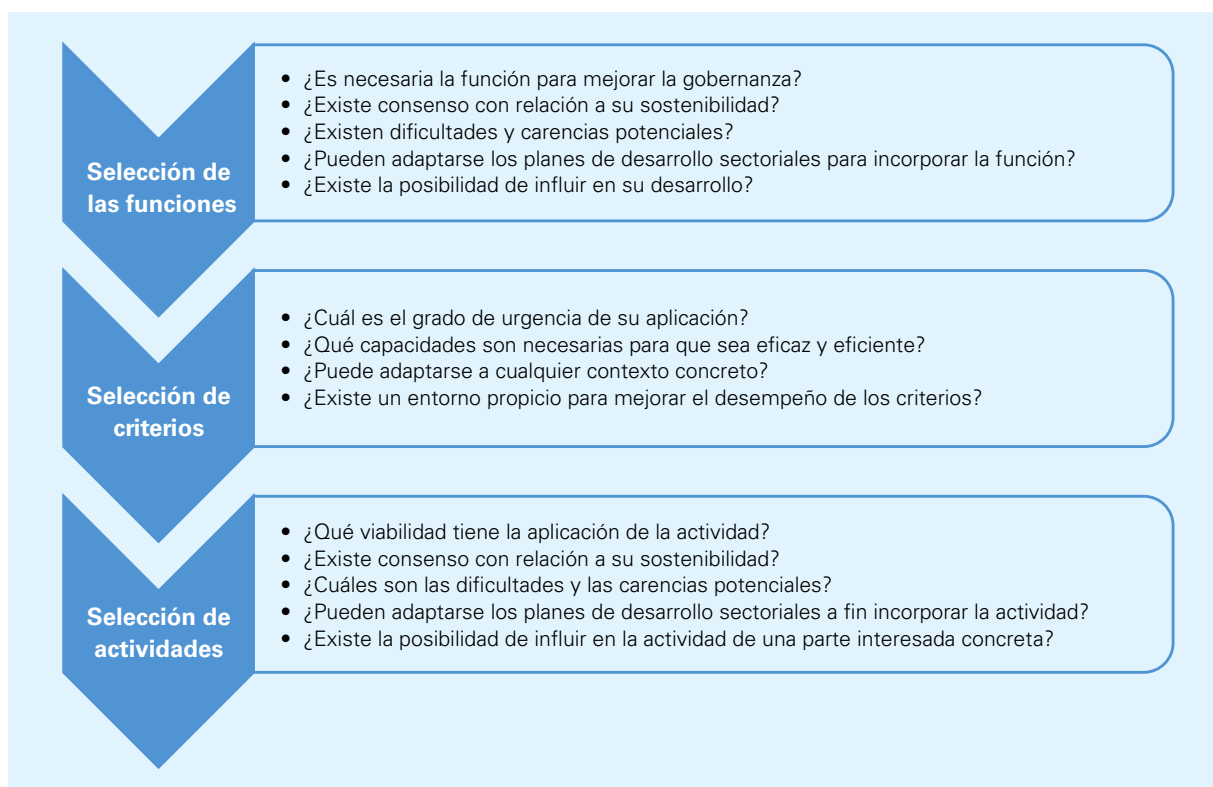 • ¿Es necesaria la función para mejorar la gobernanza?
• ¿Existe consenso con relación a su sostenibilidad?
• ¿Existen dificultades y carencias potenciales?
• ¿Pueden adaptarse los planes de desarrollo sectoriales para incorporar la función?
• ¿Existe la posibilidad de influir en su desarrollo?
Selección de
las funciones
• ¿Cuál es el grado de urgencia de su aplicación?
• ¿Qué capacidades son necesarias para que sea eficaz y eficiente?
• ¿Puede adaptarse a cualquier contexto concreto?
• ¿Existe un entorno propicio para mejorar el desempeño de los criterios?
Selección de
criterios
• ¿Qué viabilidad tiene la aplicación de la actividad?
• ¿Existe consenso con relación a su sostenibilidad?
• ¿Cuáles son las dificultades y las carencias potenciales?
• ¿Pueden adaptarse los planes de desarrollo sectoriales a fin incorporar la actividad?
• ¿Existe la posibilidad de influir en la actividad de una parte interesada concreta?
Selección de
actividades